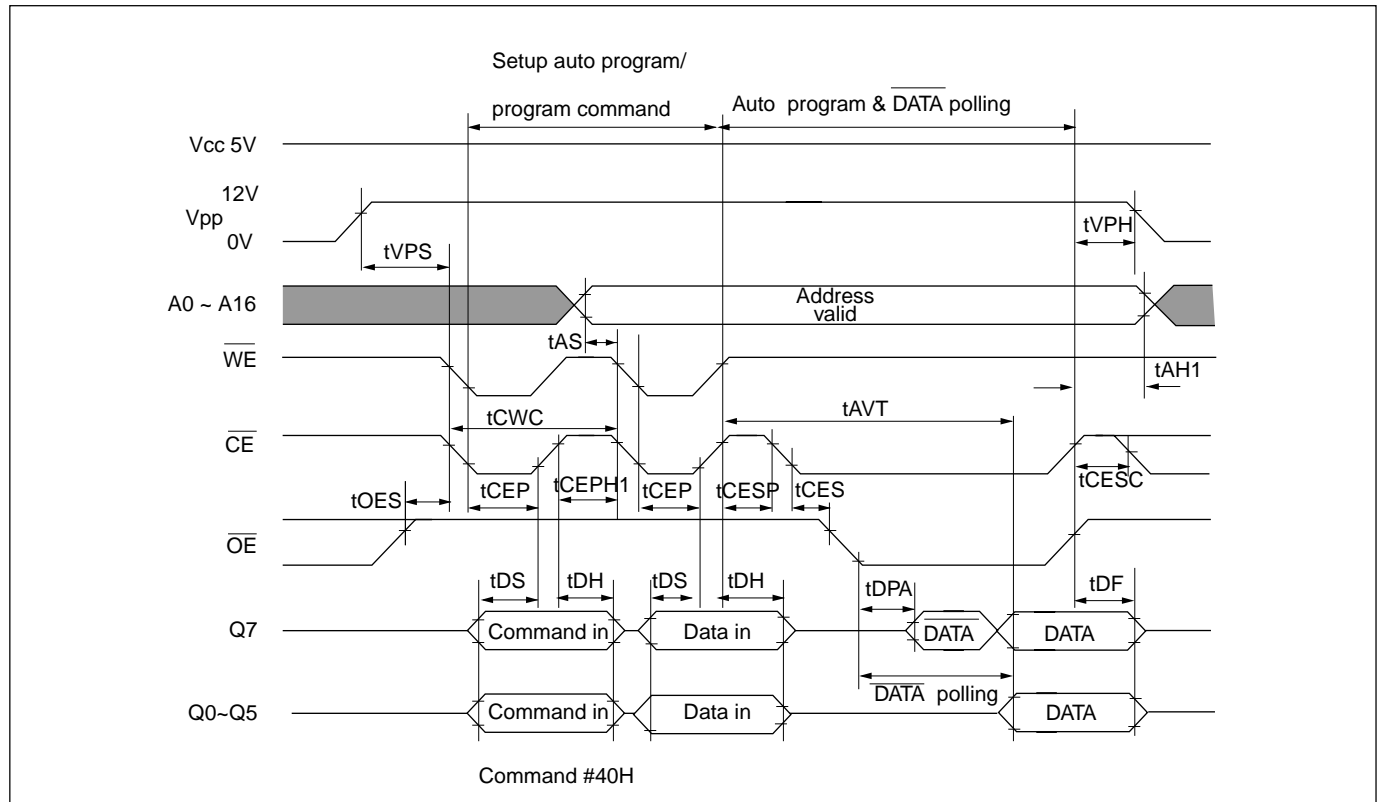 Setup auto program/
program command
Auto program & DATA polling
Vcc 5V
12V
Vpp
0V
tVPS
tVPH
A0 ~ A16
Address
valid
tAS
WE
tAH1
tCWC
tAVT
CE
tCEP
tCEPH1
tCEP
tCESP
tCES
tCESC
tOES
OE
tDS
tDH
tDS
tDH
tDPA
tDF
Q7
Command in
Data in
DATA
DATA
DATA polling
Q0~Q5
Command in
Data in
DATA
Command #40H